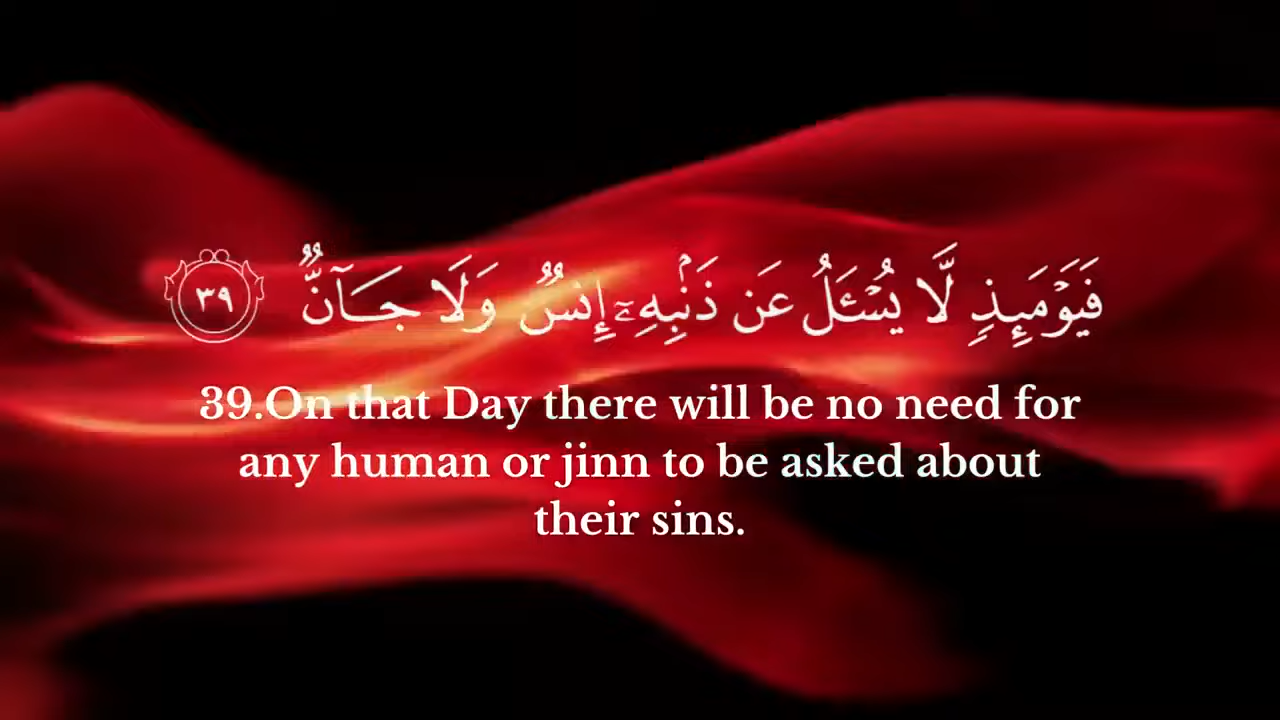 فَيَوْمَئِذٍ لَّا يُسْـَٔلُ عَن ذَنۢبِهِۦٓ إِنسٌ وَلَا جَآنٌّ ٣٩
39.On that Day there will be no need for
any human or jinn to be asked about
their sins.